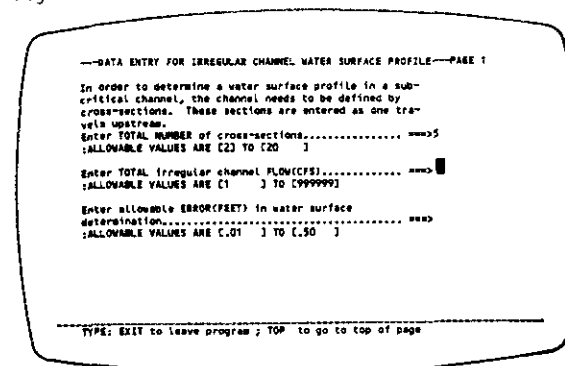 ---DATA ENTRY FOR IRREGULAR CHANNEL WATER SURFACE PROFILE---PAGE 1
In order to determine a water surface profile in a sub-
critical channel, the channel needs to be defined by
cross-sections. These sections are entered as one tra-
vels upstream.
Enter TOTAL NUMBER of cross-sections................. ===>5
:ALLOWABLE VALUES ARE [2] TO [20 ]
Enter TOTAL irregular channel FLOW(CFS).............. ===>
:ALLOWABLE VALUES ARE [1 ] TO [999999]
Enter allowable ERROR(FEET) in water surface
determination........................................ ===>
:ALLOWABLE VALUES ARE [.01 ] TO [.50 ]
TYPE: EXIT to leave program ; TOP to go to top of page